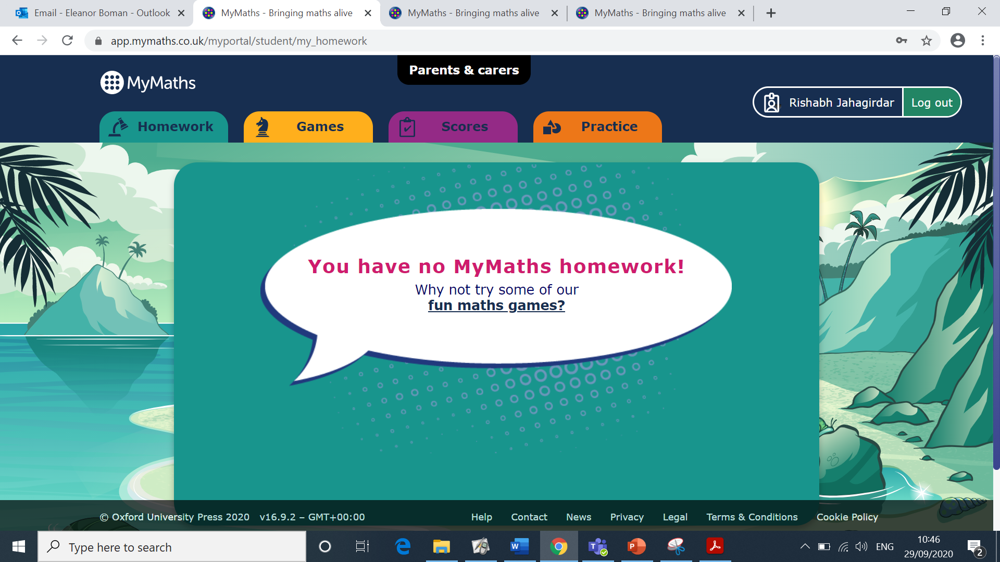 Email - Eleanor Boman - Outlook
MyMaths - Bringing maths alive
MyMaths - Bringing maths alive
MyMaths - Bringing maths alive
app.mymaths.co.uk/myportal/student/my_homework
Parents & carers
MyMaths
Rishabh Jahagirdar
Log out
Homework
Games
Scores
Practice
You have no MyMaths homework!
Why not try some of our
fun maths games?
© Oxford University Press 2020 v16.9.2 – GMT+00:00
Help
Contact
News
Privacy
Legal
Terms & Conditions
Cookie Policy
Type here to search
ENG
10:46
29/09/2020
2